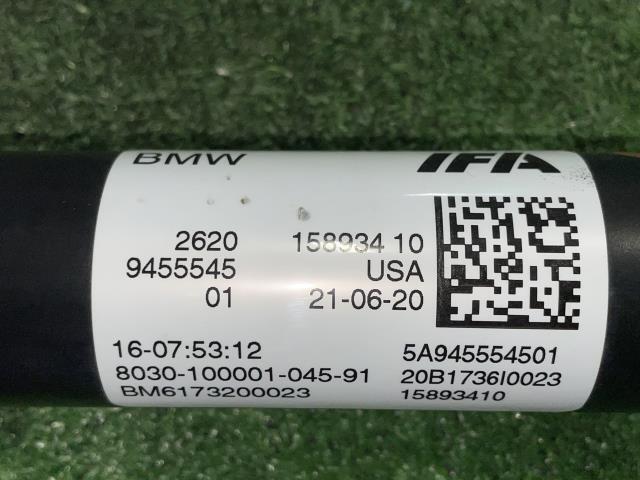 BMW IFA
2620 158934 10
9455545 USA
01 21-06-20
16-07:53:12 5A945554501
8030-100001-045-91 20B1736I0023
BM6173200023 15893410